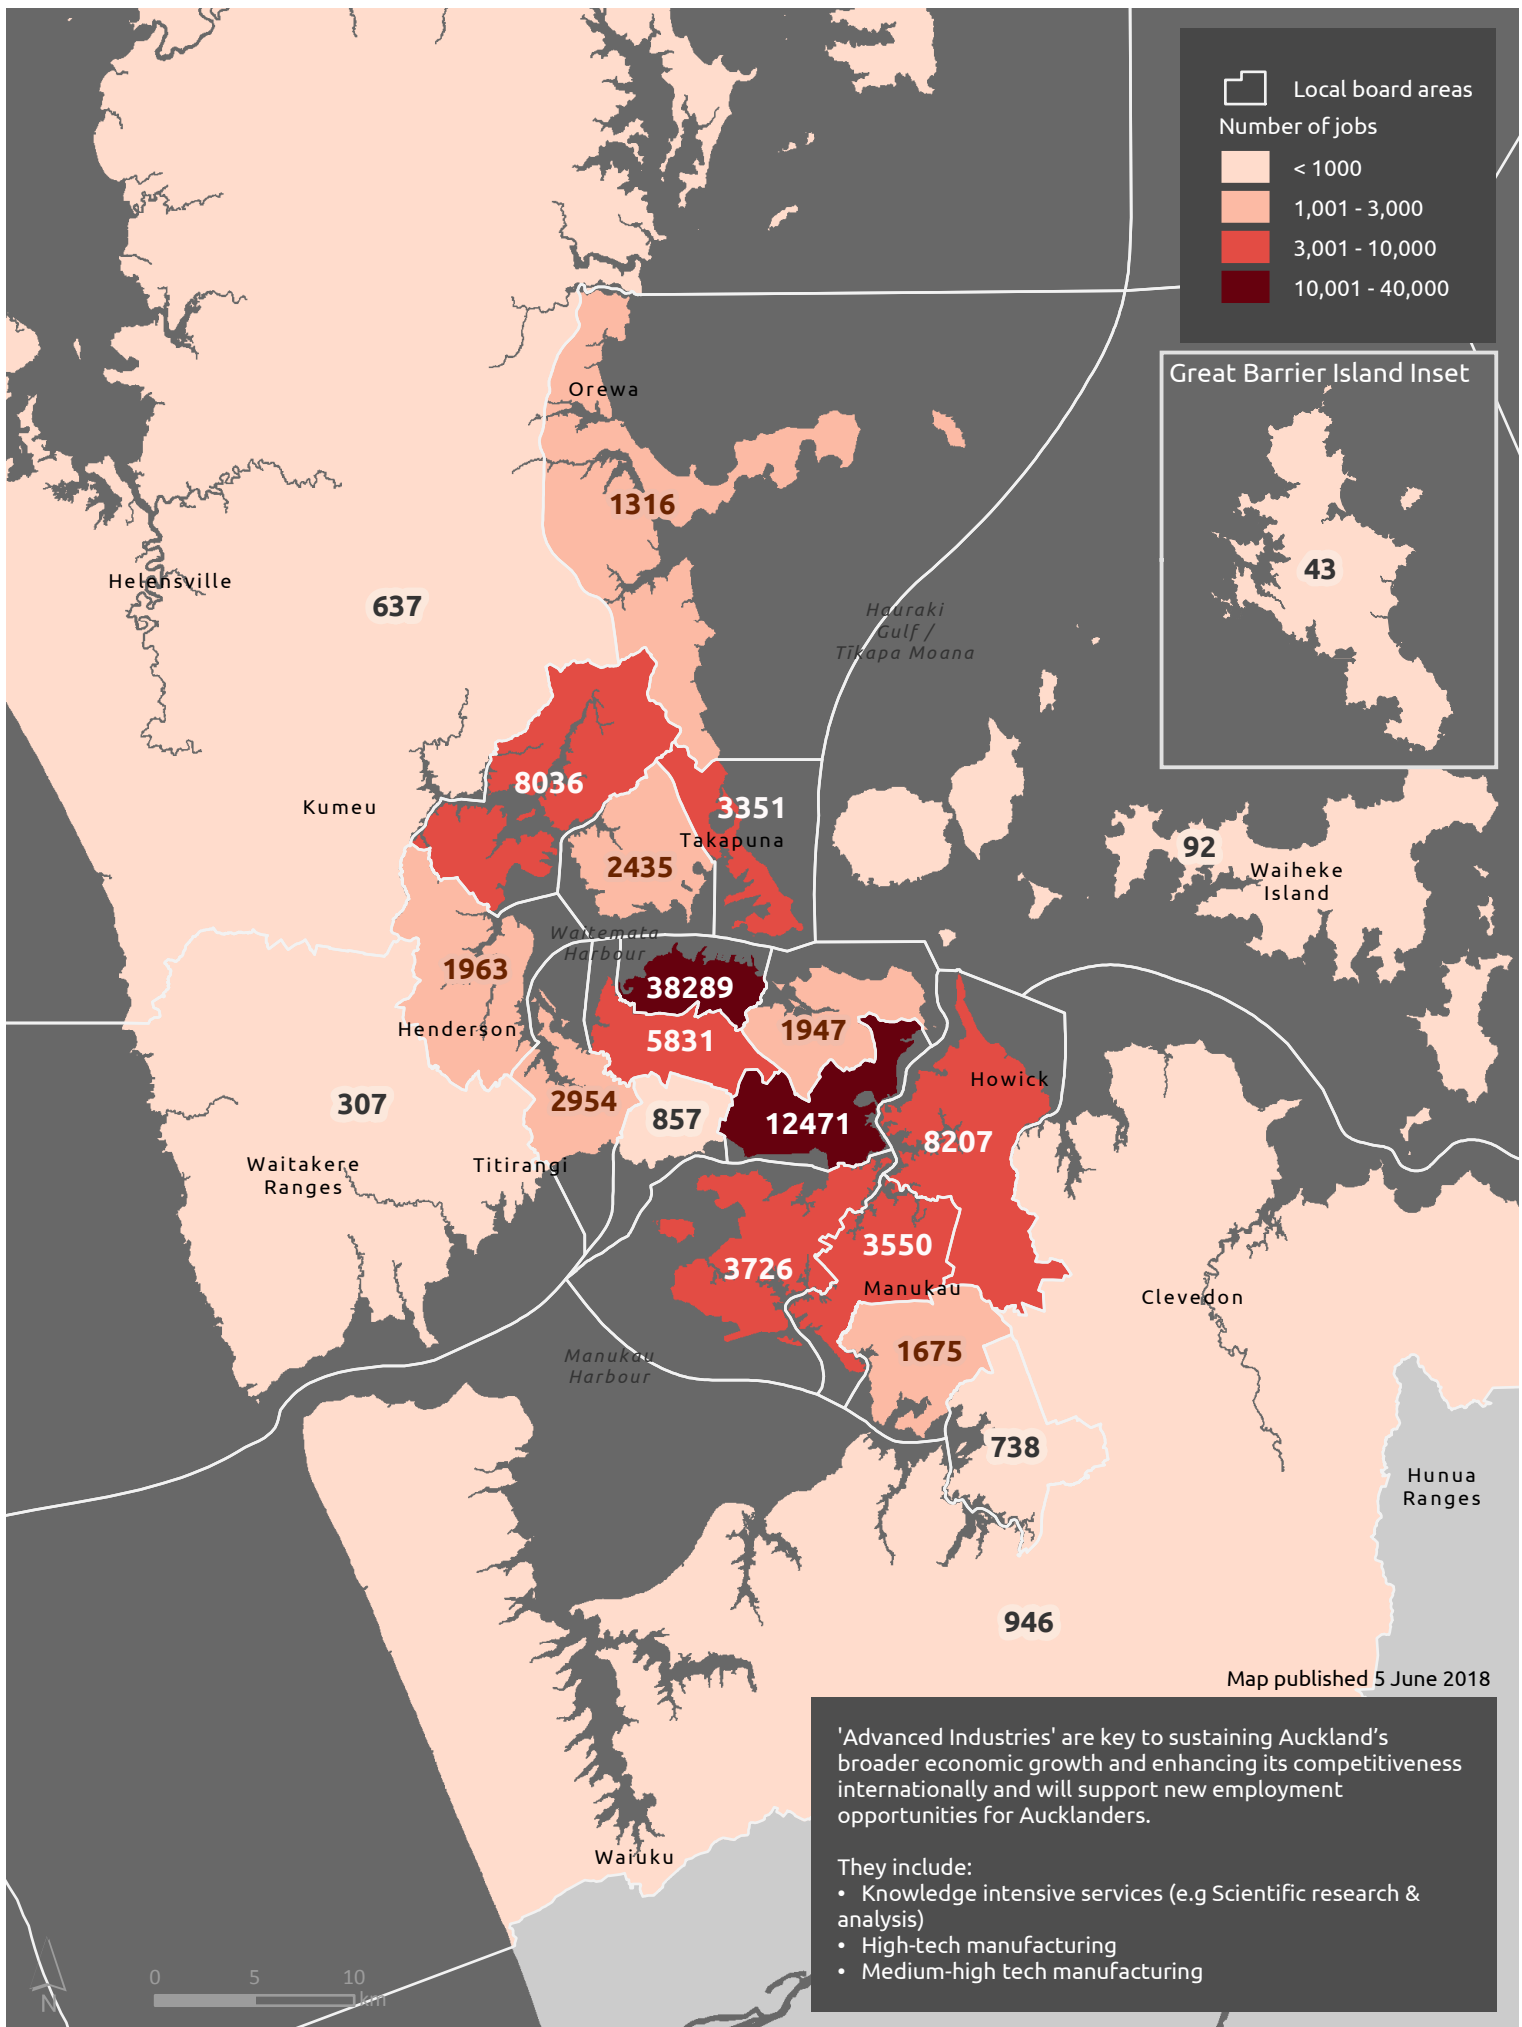 Local board areas
Number of jobs
< 1000
1,001 - 3,000
3,001 - 10,000
10,001 - 40,000
Great Barrier Island Inset
43
Orewa
1316
Helensville
637
Hauraki
Gulf /
Tīkapa Moana
8036
3351
Kumeu
Takapuna
2435
92
Waiheke
Island
Waitemata
Harbour
1963
38289
Henderson
5831
1947
Howick
307
2954
857
12471
8207
Waitakere
Ranges
Titirangi
3726
3550
Manukau
Clevedon
Manukau
Harbour
1675
738
Hunua
Ranges
946
Map published 5 June 2018
'Advanced Industries' are key to sustaining Auckland’s
broader economic growth and enhancing its competitiveness
internationally and will support new employment
opportunities for Aucklanders.
They include:
• Knowledge intensive services (e.g Scientific research &
analysis)
• High-tech manufacturing
• Medium-high tech manufacturing
Waiuku
N
0 5 10
km